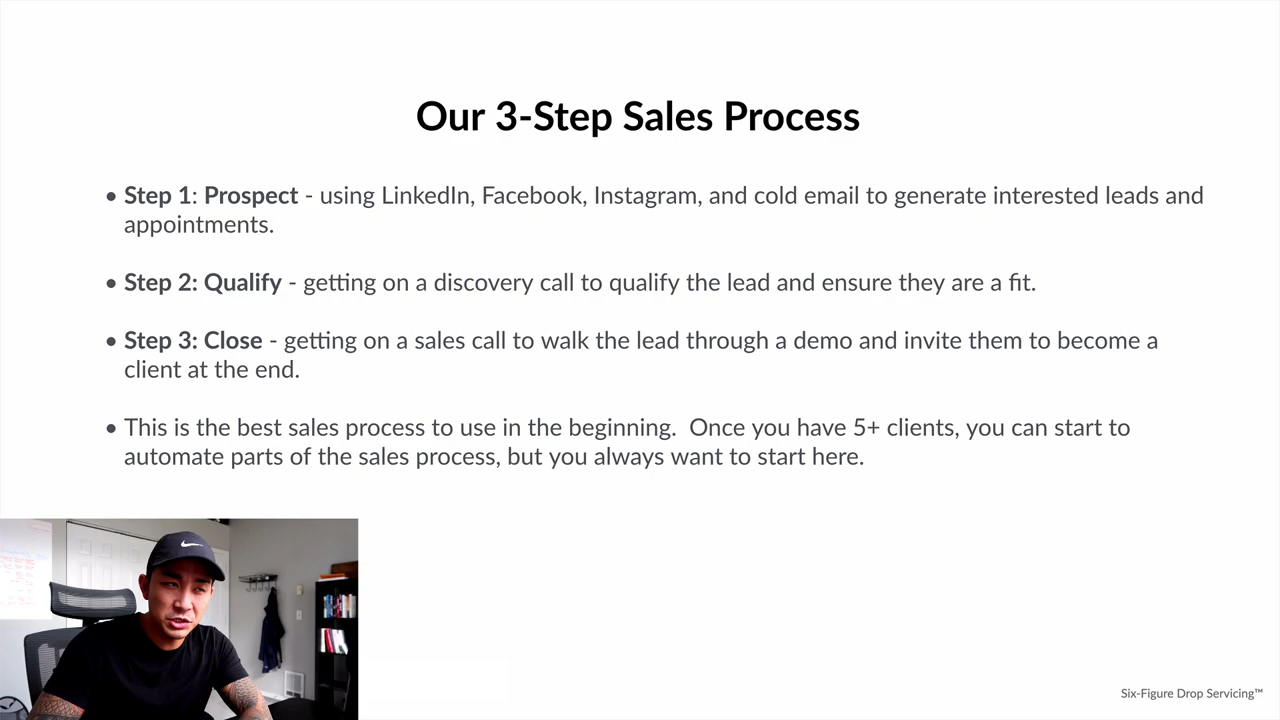 Our 3-Step Sales Process
• Step 1: Prospect - using LinkedIn, Facebook, Instagram, and cold email to generate interested leads and
appointments.
• Step 2: Qualify - getting on a discovery call to qualify the lead and ensure they are a fit.
• Step 3: Close - getting on a sales call to walk the lead through a demo and invite them to become a
client at the end.
• This is the best sales process to use in the beginning.  Once you have 5+ clients, you can start to
automate parts of the sales process, but you always want to start here.
Six-Figure Drop Servicing™